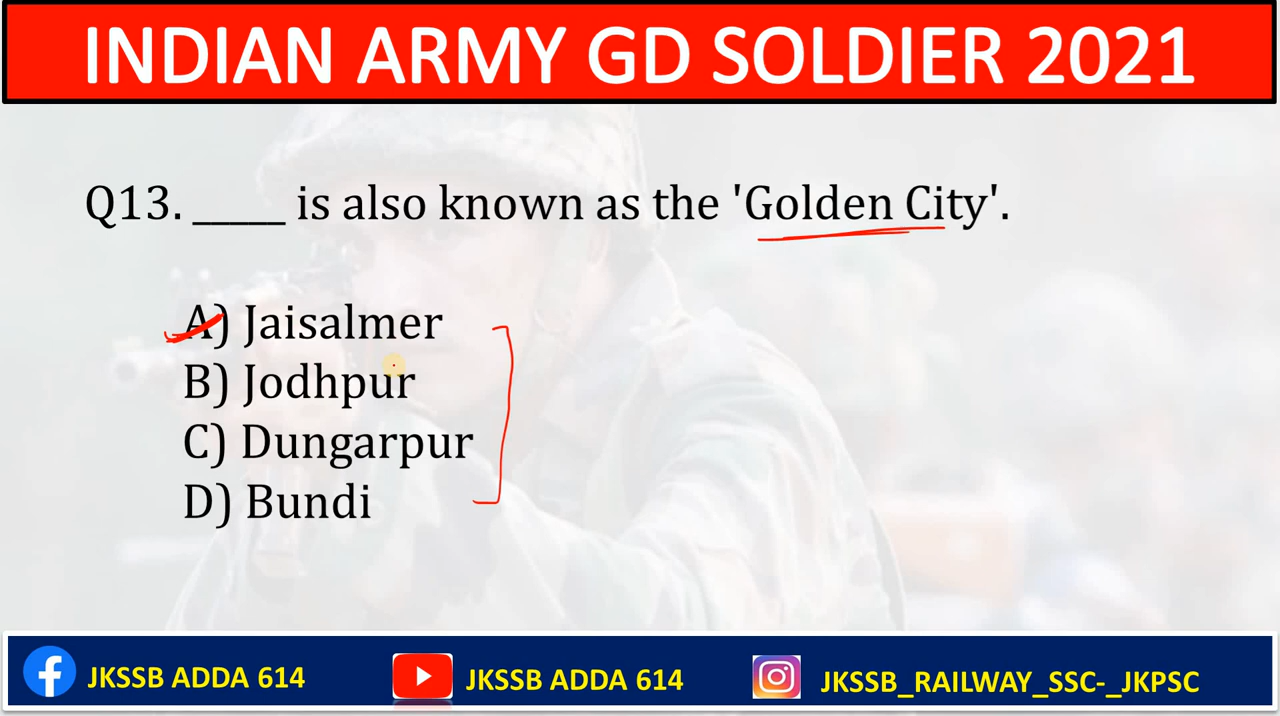 INDIAN ARMY GD SOLDIER 2021
Q13. _____ is also known as the 'Golden City'.
A) Jaisalmer
B) Jodhpur
C) Dungarpur
D) Bundi
JKSSB ADDA 614 JKSSB ADDA 614 JKSSB_RAILWAY_SSC-_JKPSC